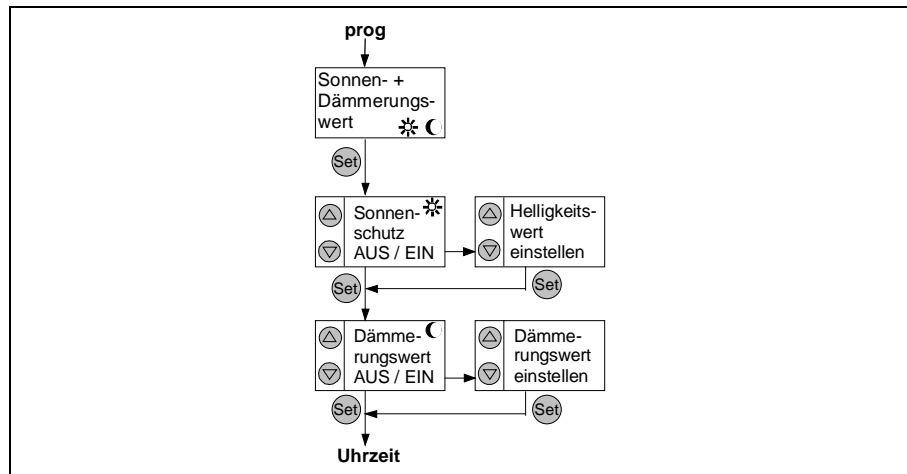 prog
Sonnen- +
Dämmerungs-
wert
Set
Sonnen-
schutz
AUS / EIN
Helligkeits-
wert
einstellen
Set
Set
Dämme-
rungswert
AUS / EIN
Dämme-
rungswert
einstellen
Set
Set
Uhrzeit